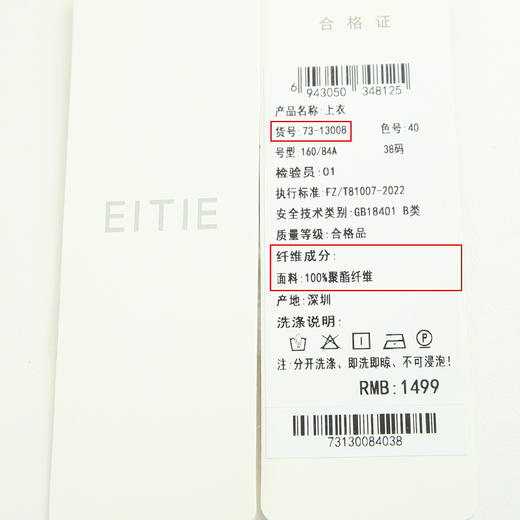 EITIE
合格证
6 943050 348125
产品名称:上衣
货号:73-13008 色号:40
号型:160/84A 38码
检验员:01
执行标准:FZ/T81007-2022
安全技术类别:GB18401 B类
质量等级:合格品
纤维成分:
面料:100%聚酯纤维
产地:深圳
洗涤说明:
P
注:分开洗涤、即洗即晾、不可浸泡!
RMB:1499
73130084038